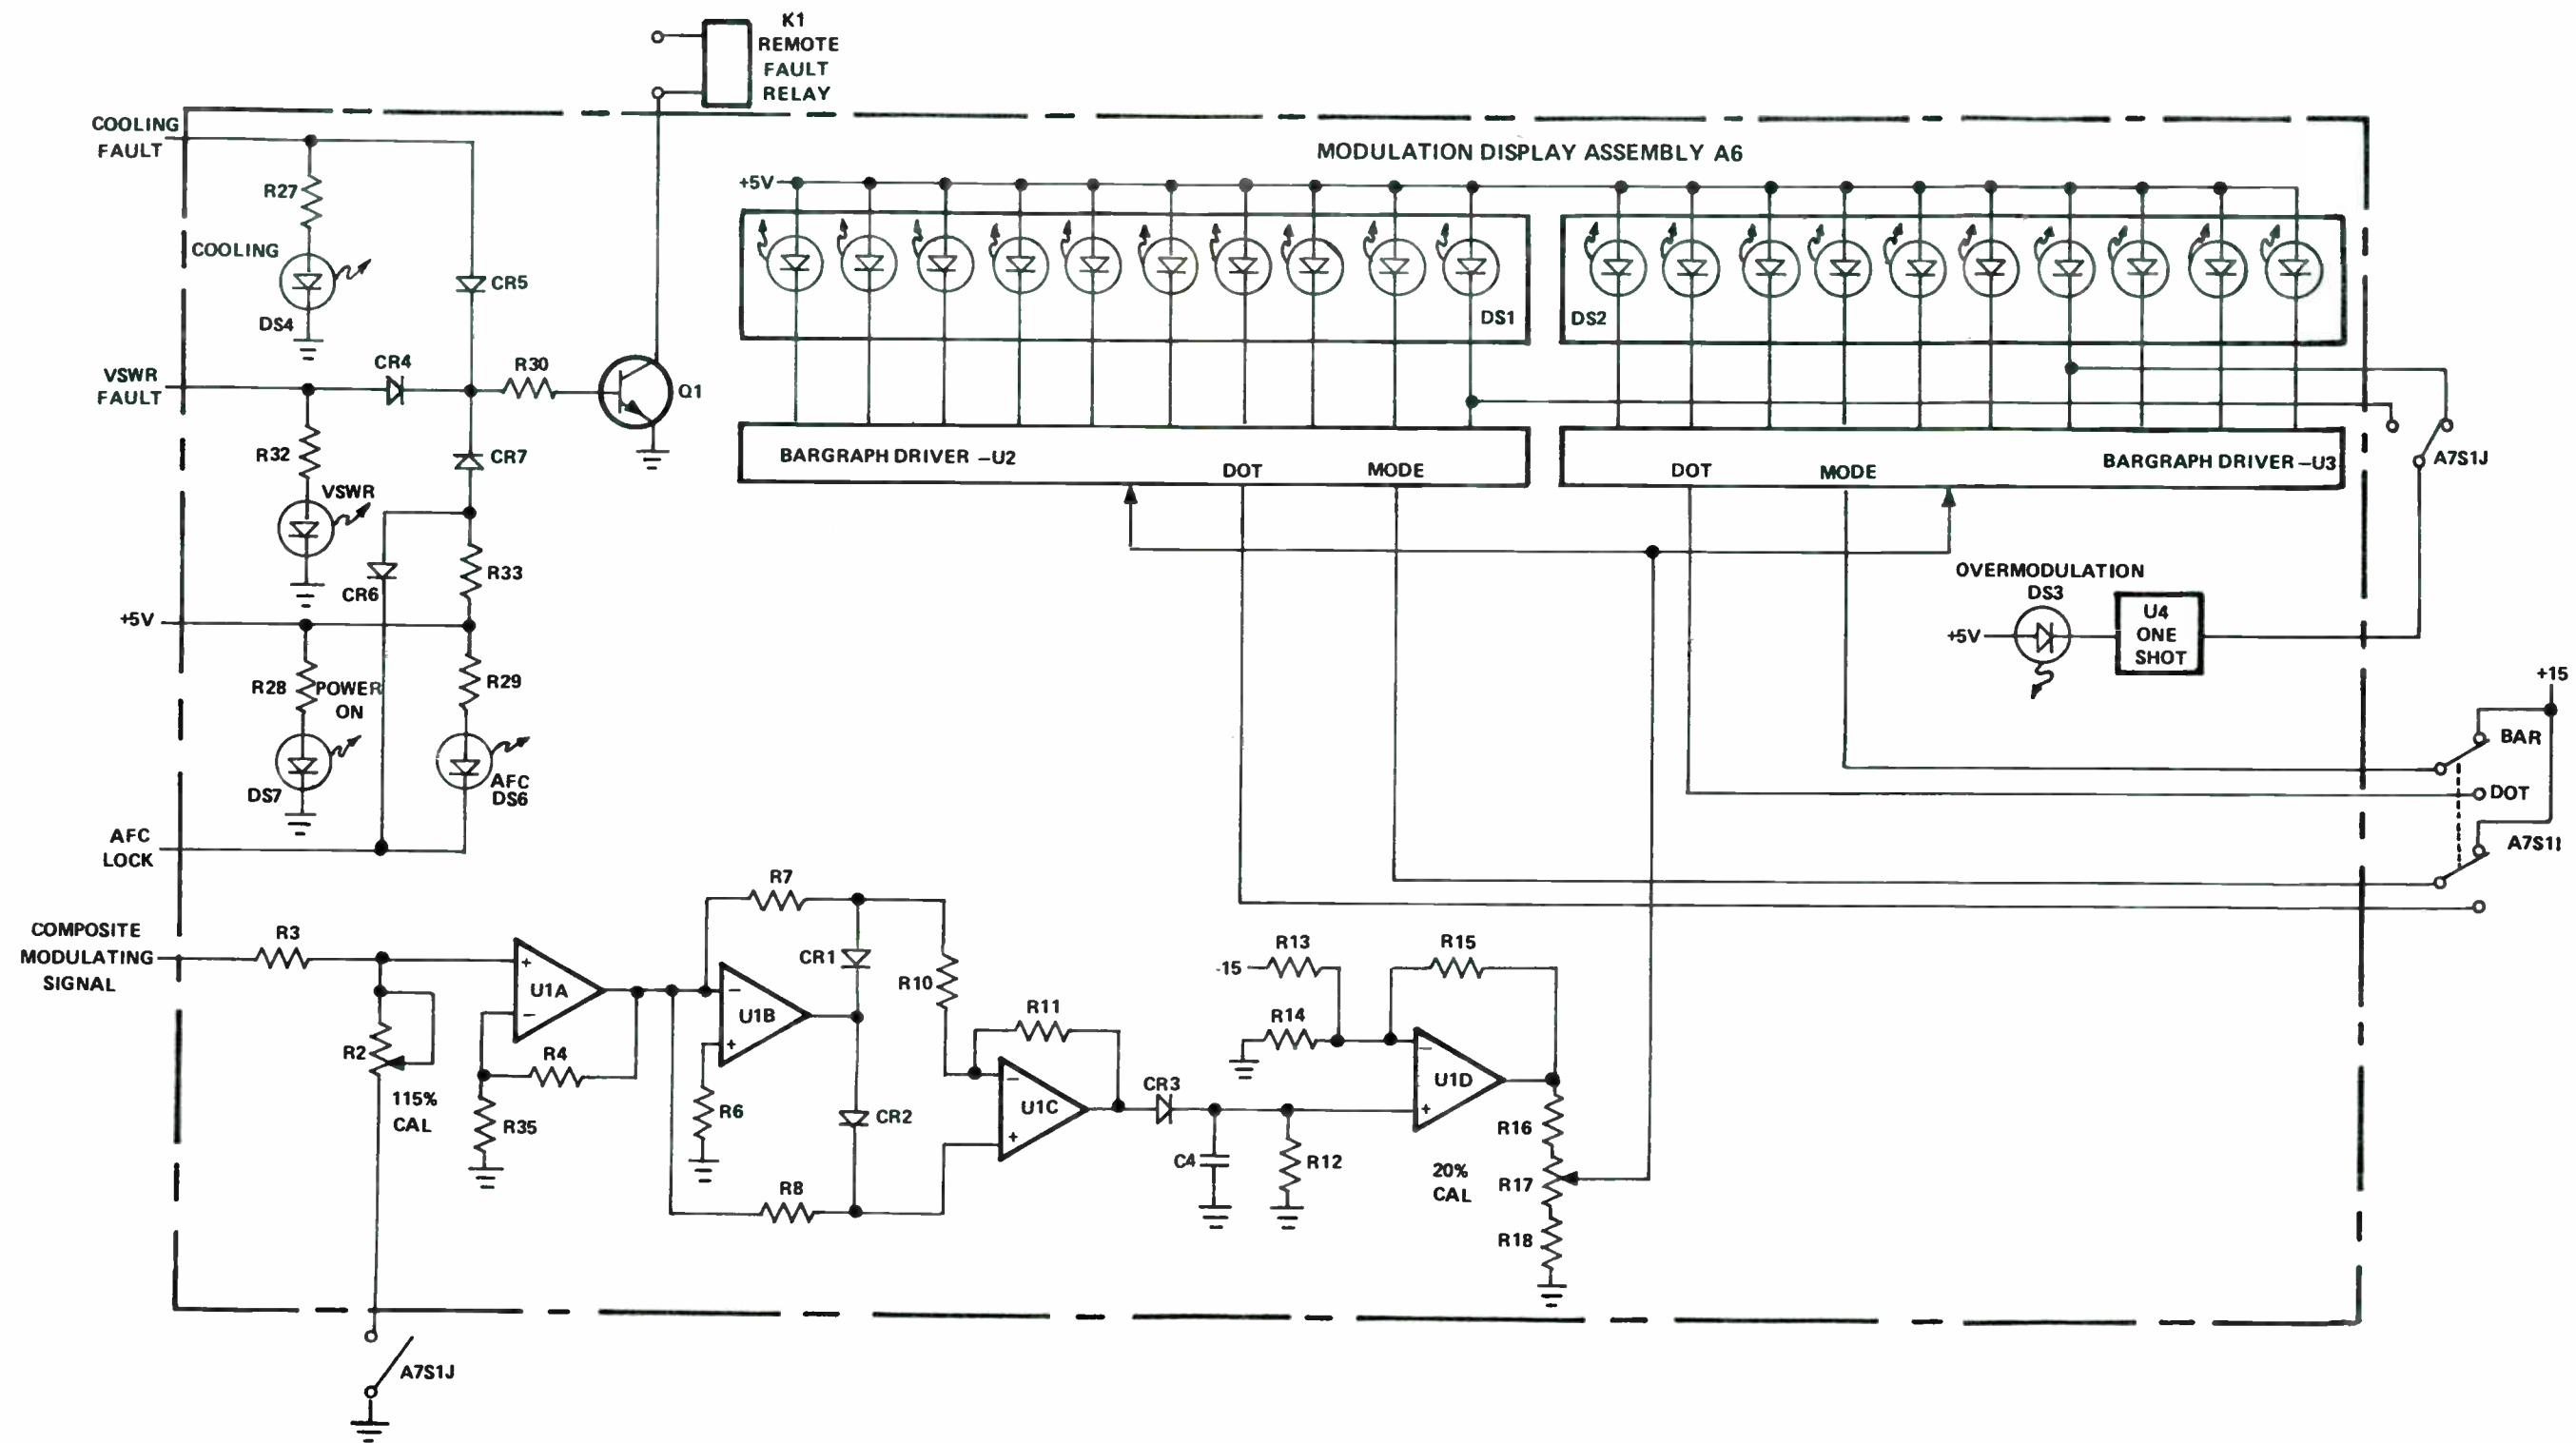 K1
REMOTE
FAULT
RELAY
COOLING
FAULT
MODULATION DISPLAY ASSEMBLY A6
+5V
R27
COOLING
CR5
DS4
DS1
DS2
VSWR
FAULT
CR4
R30
Q1
R32
CR7
BARGRAPH DRIVER –U2
DOT
MODE
DOT
MODE
BARGRAPH DRIVER –U3
A7S1J
VSWR
CR6
R33
OVERMODULATION
DS3
+5V
+5V
U4
ONE
SHOT
R28
POWER
ON
R29
+15
BAR
DS7
AFC
DS6
DOT
AFC
LOCK
A7S1I
R7
COMPOSITE
MODULATING
SIGNAL
R3
+
U1A
–
CR1
R10
–
U1B
+
R13
-15
R15
R11
R14
R2
R4
–
U1D
+
115%
CAL
R35
R6
CR2
–
U1C
+
CR3
R16
C4
R12
20%
CAL
R17
R8
R18
A7S1J